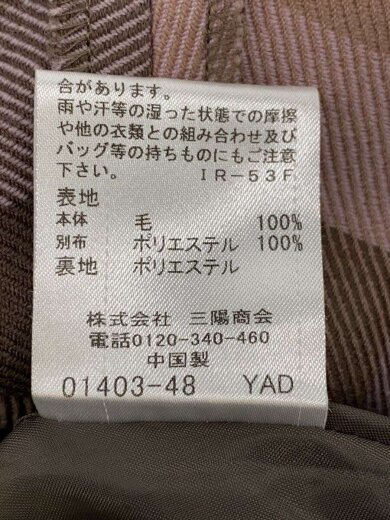 合があります。
雨や汗等の湿った状態での摩擦
や他の衣類との組み合わせ及び
バッグ等の持ちものにもご注意
下さい。 IR-53F
表地
本体 毛 100%
別布 ポリエステル 100%
裏地 ポリエステル
株式会社 三陽商会
電話0120-340-460
中国製
01403-48 YAD